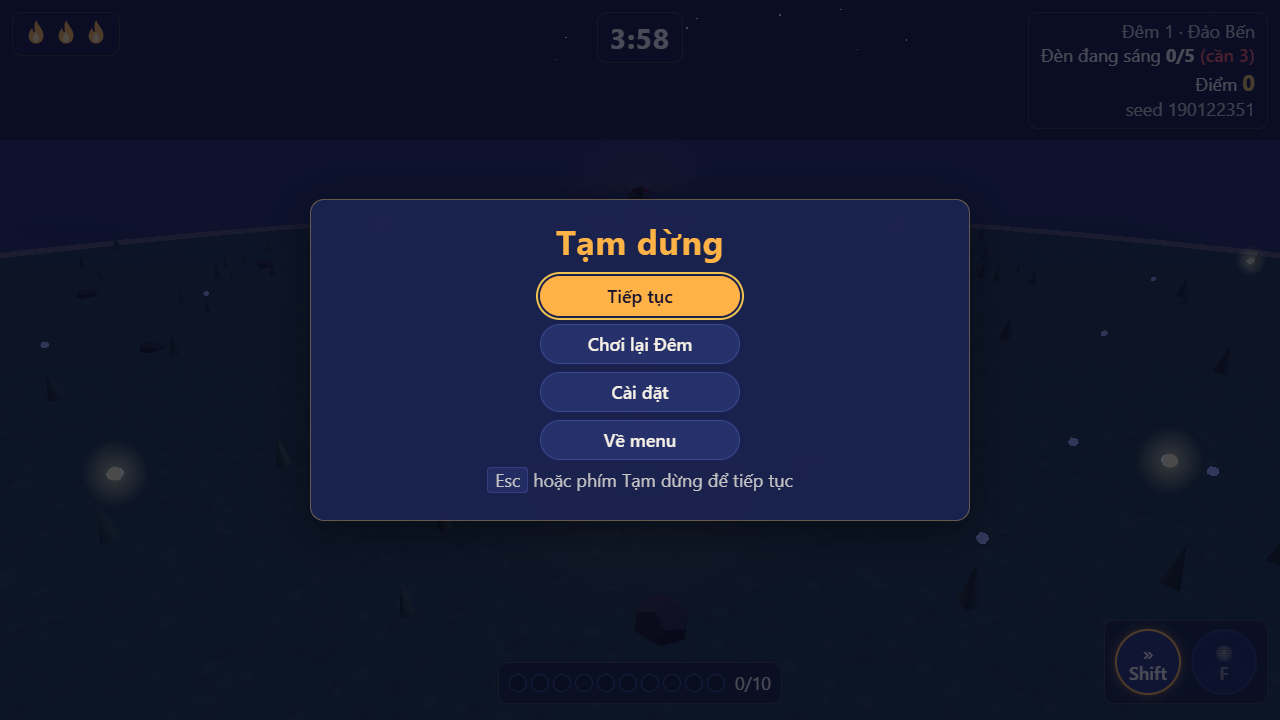 3:58
Đêm 1 · Đảo Bến
Đèn đang sáng 0/5 (cần 3)
Điểm 0
seed 190122351
Tạm dừng
Tiếp tục
Chơi lại Đêm
Cài đặt
Về menu
Esc hoặc phím Tạm dừng để tiếp tục
0/10
» Shift
F